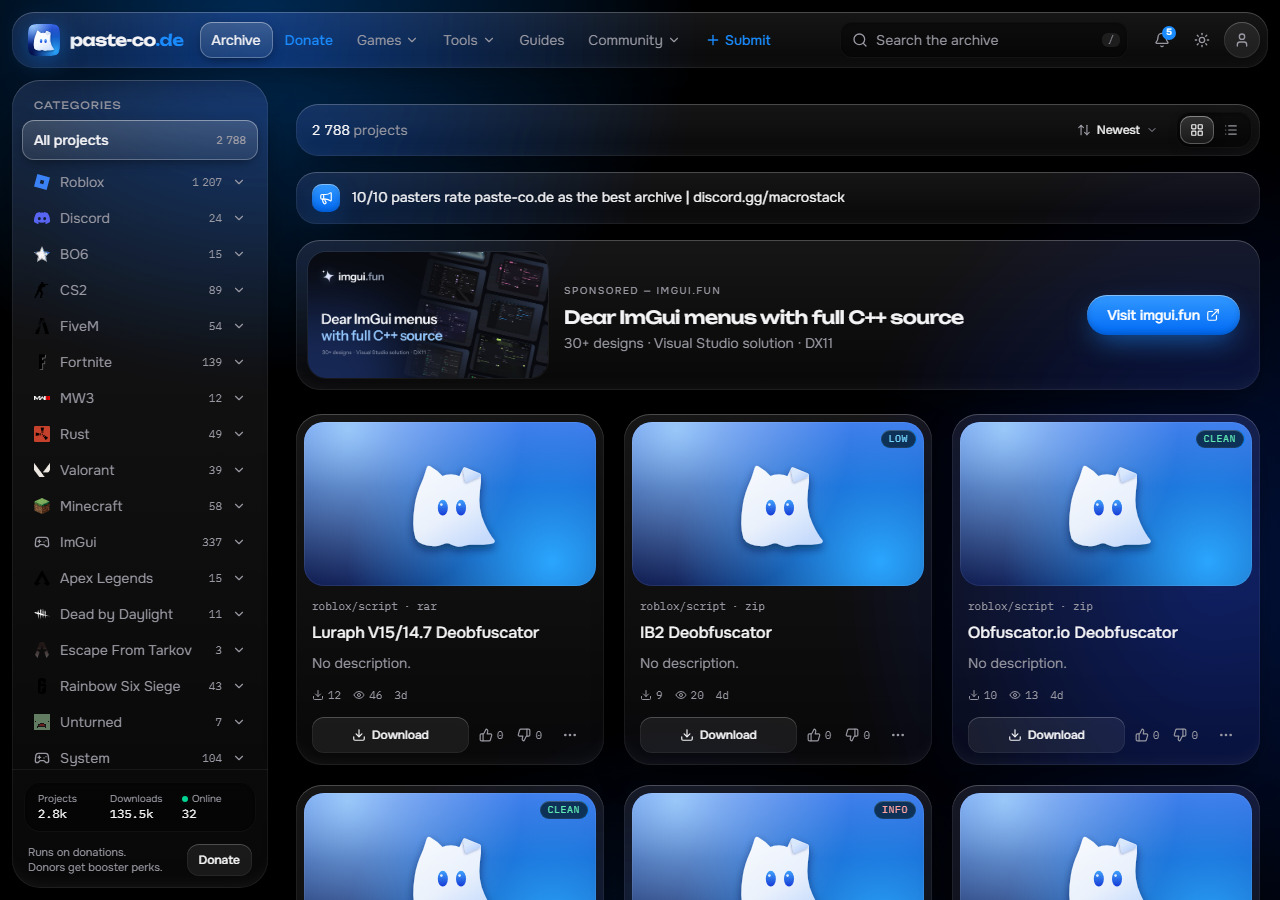 paste-co.de
Archive
Donate
Games
Tools
Guides
Community
+ Submit
Search the archive
/
5
CATEGORIES
All projects 2 788
Roblox 1 207
Discord 24
BO6 15
CS2 89
FiveM 54
Fortnite 139
MW3 12
Rust 49
Valorant 39
Minecraft 58
ImGui 337
Apex Legends 15
Dead by Daylight 11
Escape From Tarkov 3
Rainbow Six Siege 43
Unturned 7
System 104
Projects Downloads Online
2.8k 135.5k 32
Runs on donations.
Donors get booster perks.
Donate
2 788 projects
Newest
10/10 pasters rate paste-co.de as the best archive | discord.gg/macrostack
imgui.fun
Dear ImGui menus
with full C++ source
30+ designs · Visual Studio solution · DX11
SPONSORED — IMGUI.FUN
Dear ImGui menus with full C++ source
30+ designs · Visual Studio solution · DX11
Visit imgui.fun
roblox/script · rar
Luraph V15/14.7 Deobfuscator
No description.
12 46 3d
Download 0 0
LOW
roblox/script · zip
IB2 Deobfuscator
No description.
9 20 4d
Download 0 0
CLEAN
roblox/script · zip
Obfuscator.io Deobfuscator
No description.
10 13 4d
Download 0 0
CLEAN
INFO